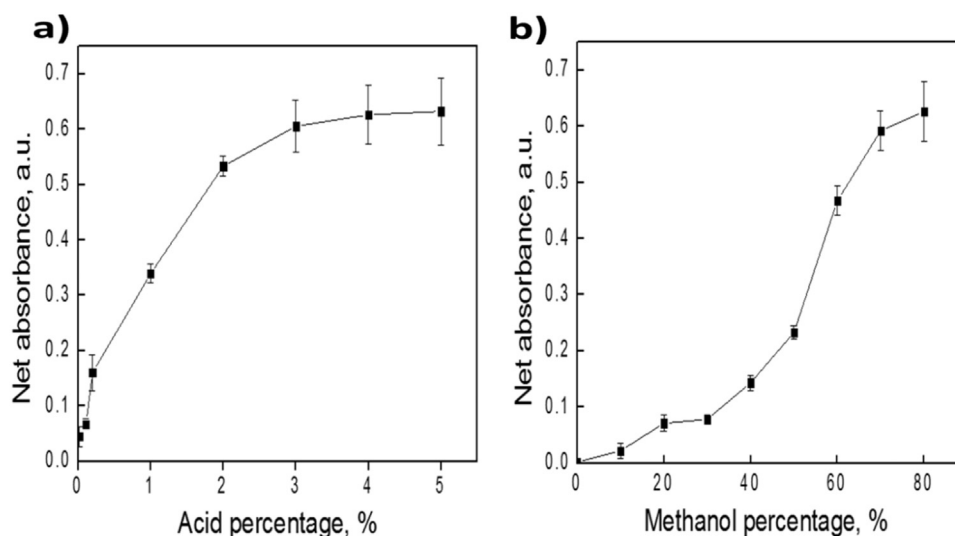 a)
Net absorbance, a.u.
0.7
0.6
0.5
0.4
0.3
0.2
0.1
0.0
0 1 2 3 4 5
Acid percentage, %
b)
Net absorbance, a.u.
0.7
0.6
0.5
0.4
0.3
0.2
0.1
0.0
0 20 40 60 80
Methanol percentage, %